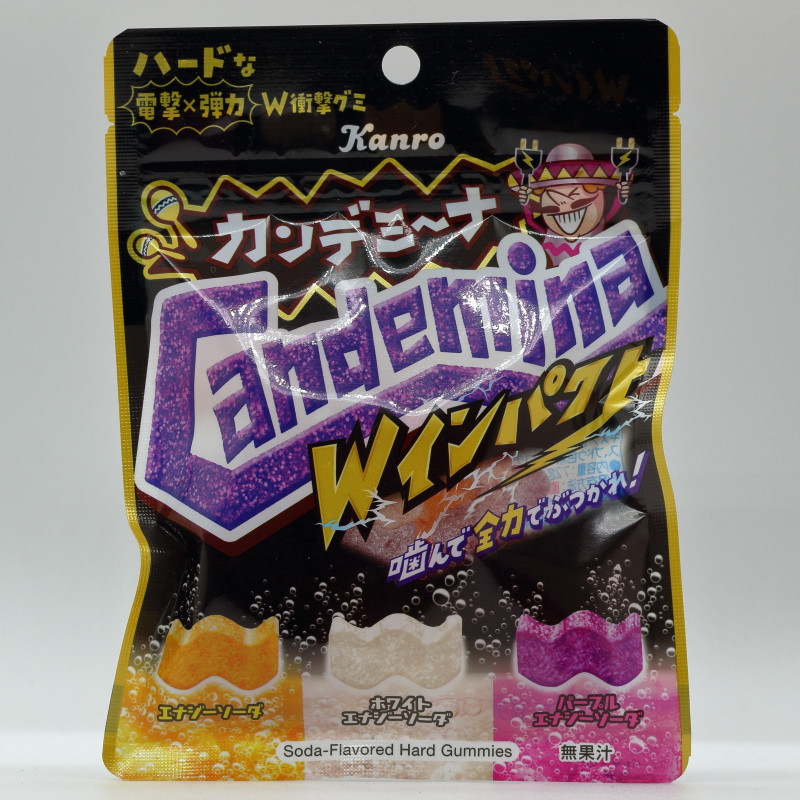 ハードな
電撃×弾力 W衝撃グミ
Kanro
カンデミ〜ナ
Candemina
Wインパクト
噛んで全力でぶつかれ!
エナジーソーダ
ホワイト
エナジーソーダ
パープル
エナジーソーダ
Soda-Flavored Hard Gummies
無果汁